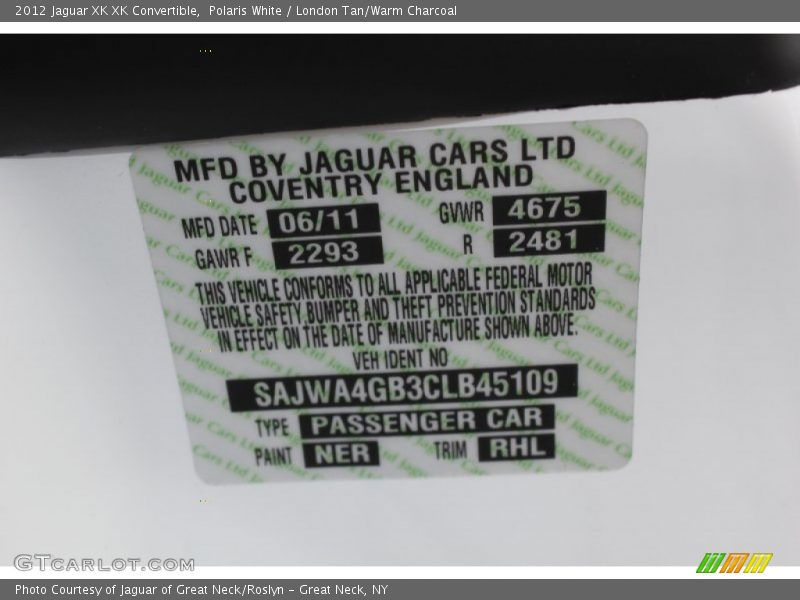 2012 Jaguar XK XK Convertible,  Polaris White / London Tan/Warm Charcoal
MFD BY JAGUAR CARS LTD
COVENTRY ENGLAND
MFD DATE 06/11 GVWR 4675
GAWR F 2293 R 2481
THIS VEHICLE CONFORMS TO ALL APPLICABLE FEDERAL MOTOR
VEHICLE SAFETY BUMPER AND THEFT PREVENTION STANDARDS
IN EFFECT ON THE DATE OF MANUFACTURE SHOWN ABOVE.
VEH IDENT NO
SAJWA4GB3CLB45109
TYPE PASSENGER CAR
PAINT NER TRIM RHL
GTCARLOT.COM
Photo Courtesy of Jaguar of Great Neck/Roslyn – Great Neck, NY